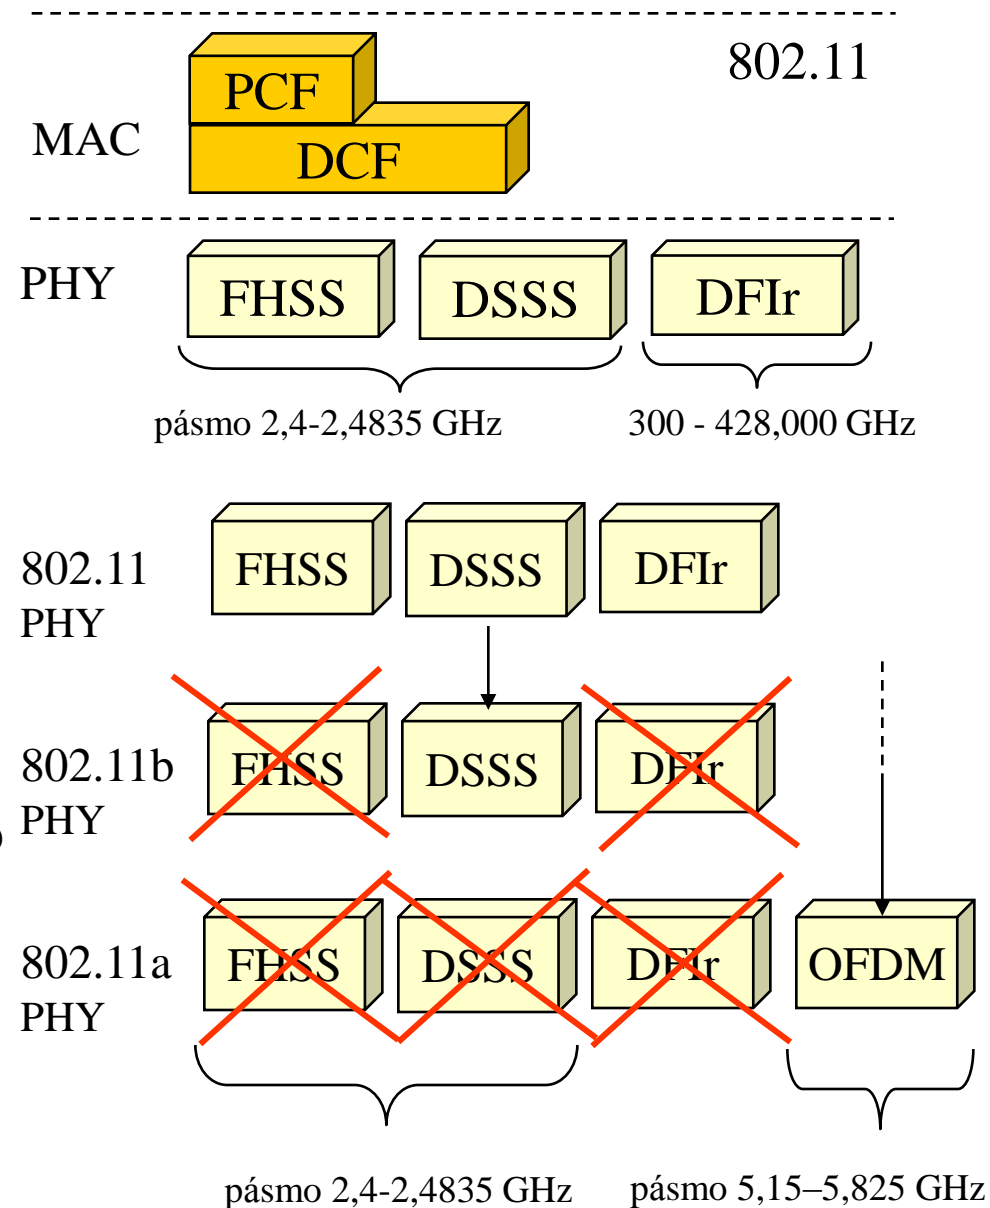 802.11
PCF
MAC
DCF
PHY
FHSS DSSS DFIr
pásmo 2,4-2,4835 GHz 300 - 428,000 GHz
802.11 FHSS DSSS DFIr
PHY
802.11b FHSS DSSS DFIr
PHY
802.11a FHSS DSSS DFIr OFDM
PHY
pásmo 2,4-2,4835 GHz pásmo 5,15–5,825 GHz